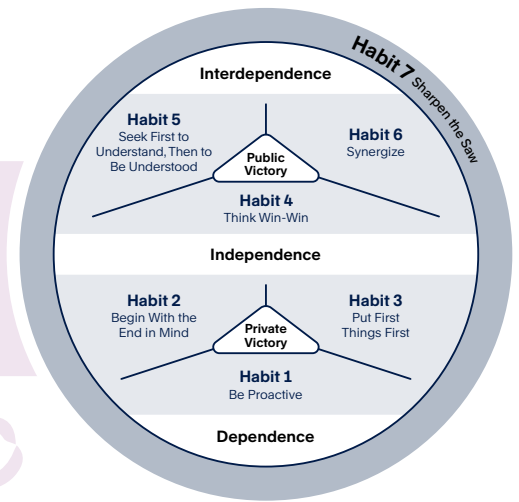 Habit 7 Sharpen the Saw
Interdependence
Habit 5
Seek First to
Understand, Then to
Be Understood
Habit 6
Synergize
Public
Victory
Habit 4
Think Win-Win
Independence
Habit 2
Begin With the
End in Mind
Habit 3
Put First
Things First
Private
Victory
Habit 1
Be Proactive
Dependence